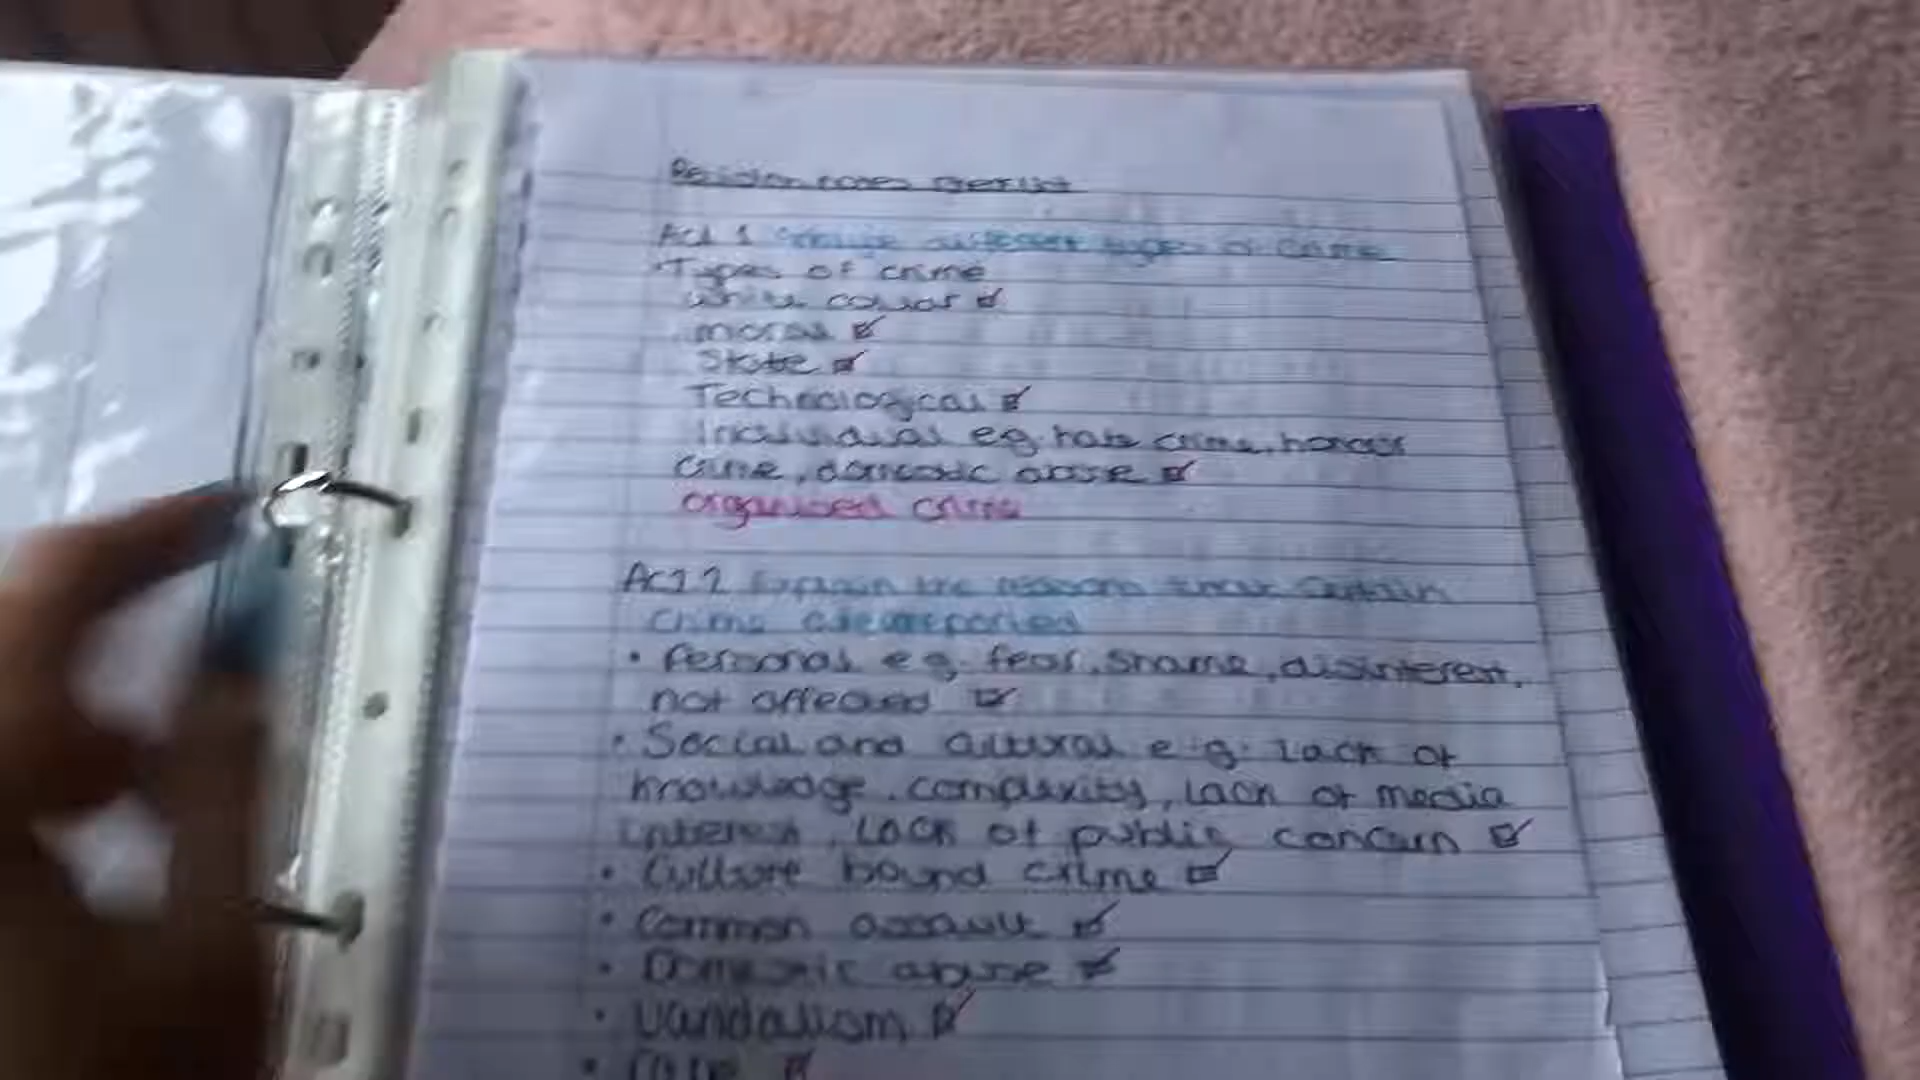 Revision notes checklist
Ac1.1 different types of crime
• Types of crime
white collar ☑
moral ☑
State ☑
Technological ☑
Individual eg. hate crime, honour
crime, domestic abuse ☑
organised crime
Ac1.2 Explain the reasons that certain
crime are unreported
• Personal e.g. fear, shame, disinterest,
not affected ☑
• Social and cultural e.g. lack of
knowledge, complexity, lack of media
interest, lack of public concern ☑
• Culture bound crime ☑
• Common assault ☑
• Domestic abuse ☑
• Vandalism ☑